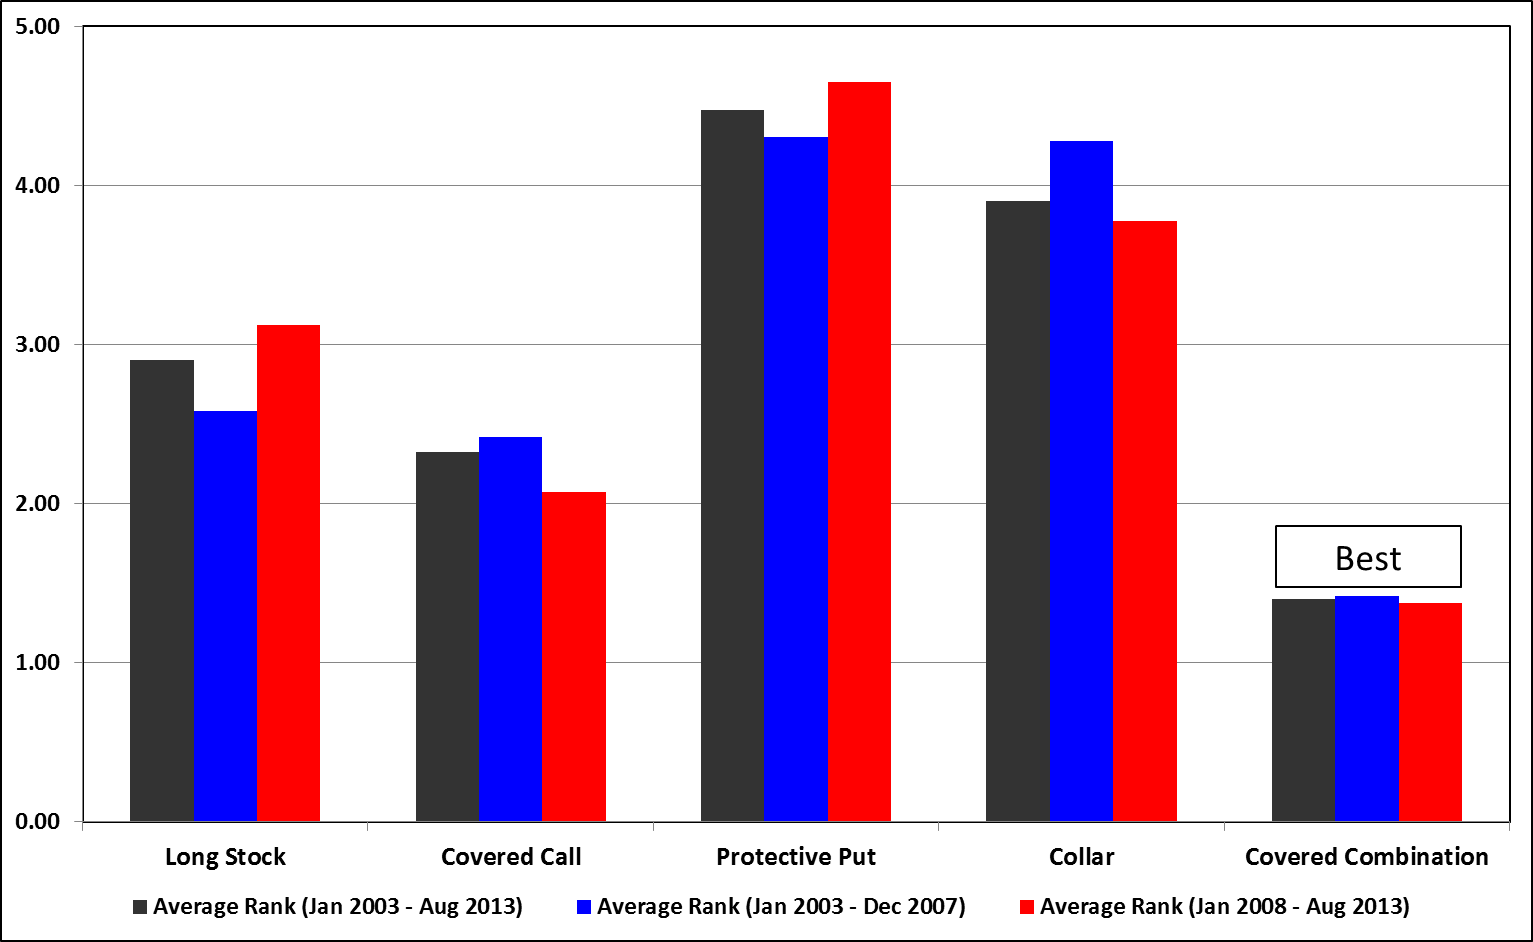 5.00
4.00
3.00
2.00
1.00
0.00
Best
Long Stock Covered Call Protective Put Collar Covered Combination
Average Rank (Jan 2003 - Aug 2013) Average Rank (Jan 2003 - Dec 2007) Average Rank (Jan 2008 - Aug 2013)